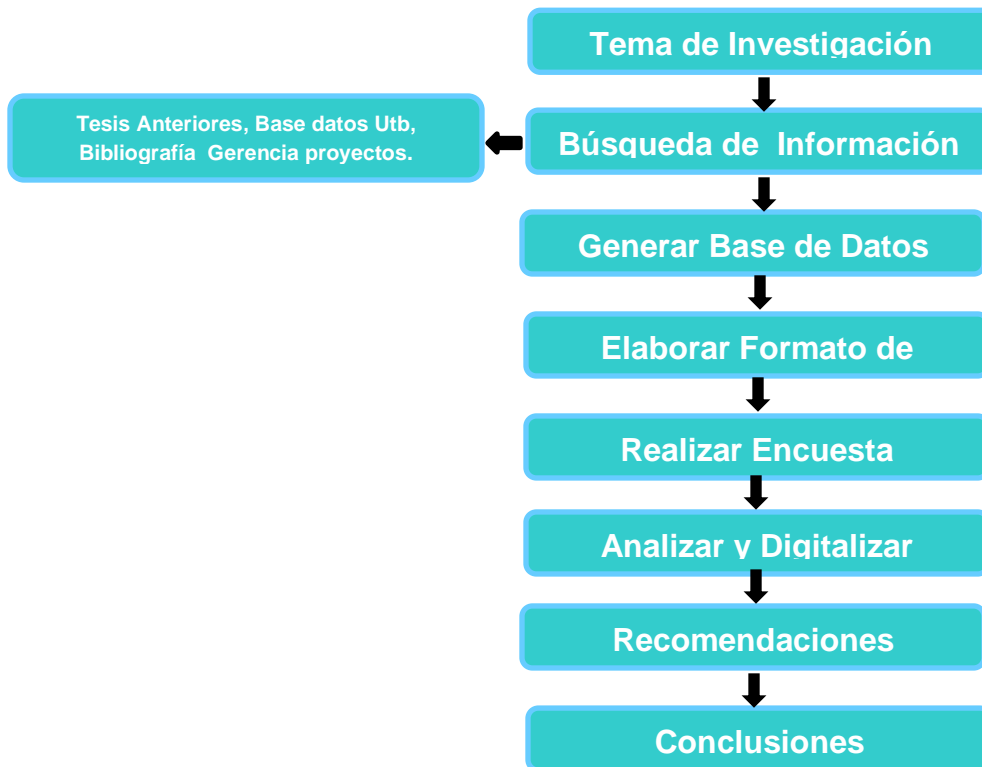 Tema de Investigación
Tesis Anteriores, Base datos Utb,
Bibliografía Gerencia proyectos.
Búsqueda de Información
Generar Base de Datos
Elaborar Formato de
Realizar Encuesta
Analizar y Digitalizar
Recomendaciones
Conclusiones